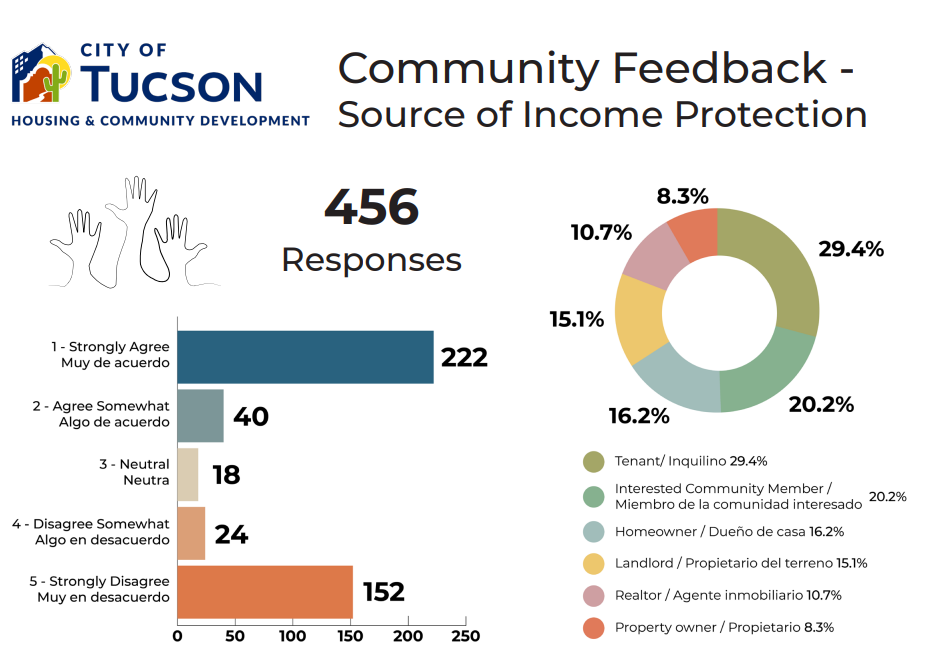 CITY OF
TUCSON
HOUSING & COMMUNITY DEVELOPMENT
Community Feedback -
Source of Income Protection
456
Responses
1 - Strongly Agree
Muy de acuerdo
222
2 - Agree Somewhat
Algo de acuerdo
40
3 - Neutral
Neutra
18
4 - Disagree Somewhat
Algo en desacuerdo
24
5 - Strongly Disagree
Muy en desacuerdo
152
0 50 100 150 200 250
8.3%
10.7%
29.4%
15.1%
16.2%
20.2%
Tenant/ Inquilino 29.4%
Interested Community Member /
Miembro de la comunidad interesado 20.2%
Homeowner / Dueño de casa 16.2%
Landlord / Propietario del terreno 15.1%
Realtor / Agente inmobiliario 10.7%
Property owner / Propietario 8.3%